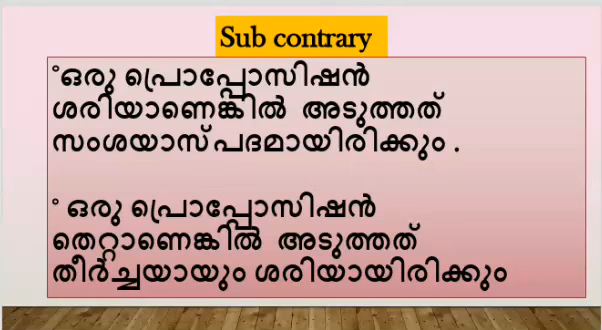 Sub contrary
°ഒരു പ്രൊപ്പോസിഷൻ
ശരിയാണെങ്കിൽ അടുത്തത്
സംശയാസ്പദമായിരിക്കും .
° ഒരു പ്രൊപ്പോസിഷൻ
തെറ്റാണെങ്കിൽ അടുത്തത്
തീർച്ചയായും ശരിയായിരിക്കും